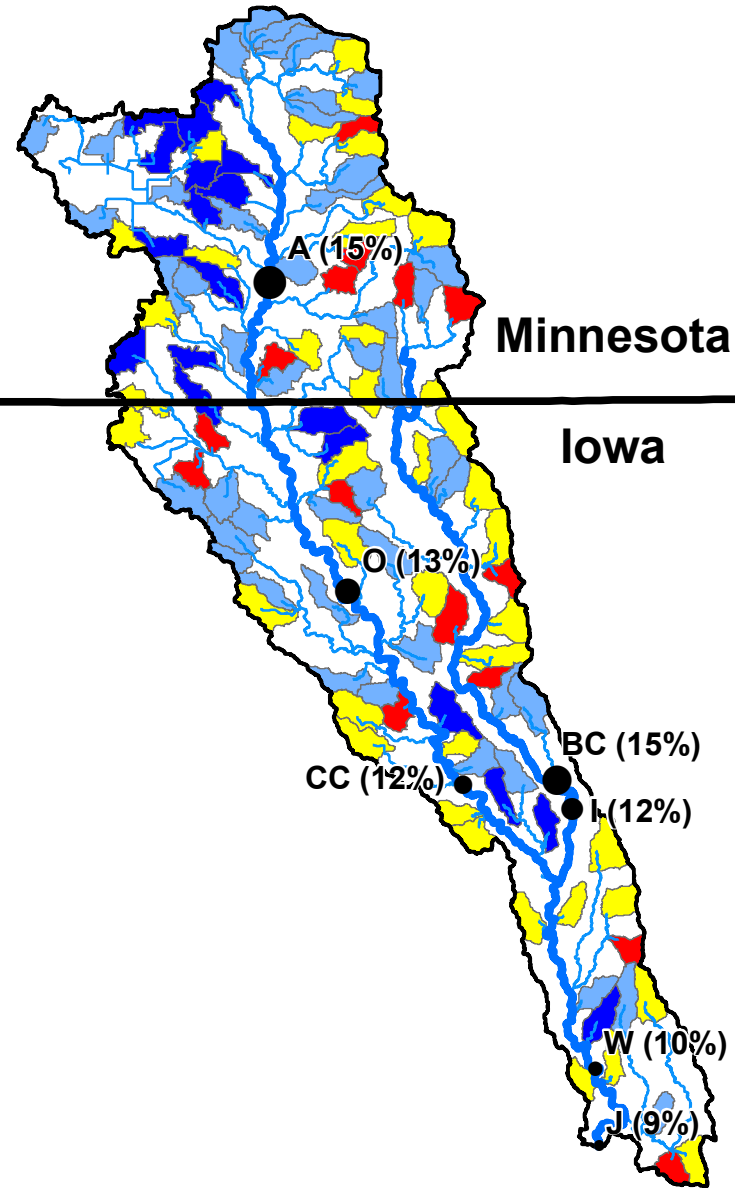 A (15%)
Minnesota
Iowa
O (13%)
BC (15%)
CC (12%)
I (12%)
W (10%)
J (9%)